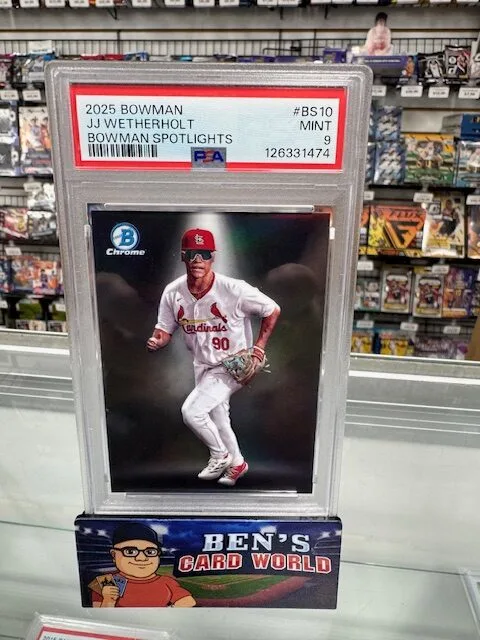 2025 BOWMAN #BS10
JJ WETHERHOLT MINT
BOWMAN SPOTLIGHTS 9
PSA 126331474
B
Chrome
Cardinals
90
BEN'S
CARD WORLD